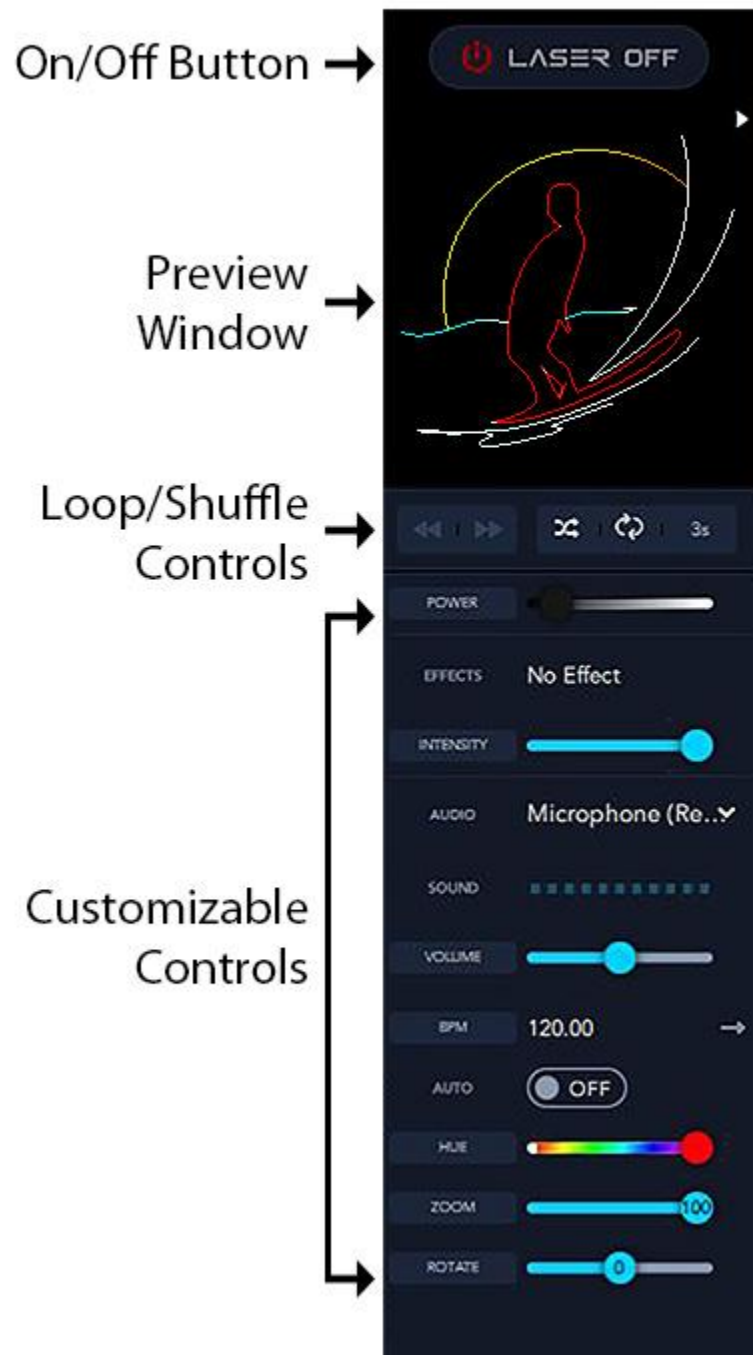 On/Off Button
LASER OFF
Preview
Window
Loop/Shuffle
Controls
3s
POWER
EFFECTS No Effect
INTENSITY
AUDIO Microphone (Re...
SOUND
Customizable
Controls
VOLUME
BPM 120.00
AUTO OFF
HUE
ZOOM 100
ROTATE 0